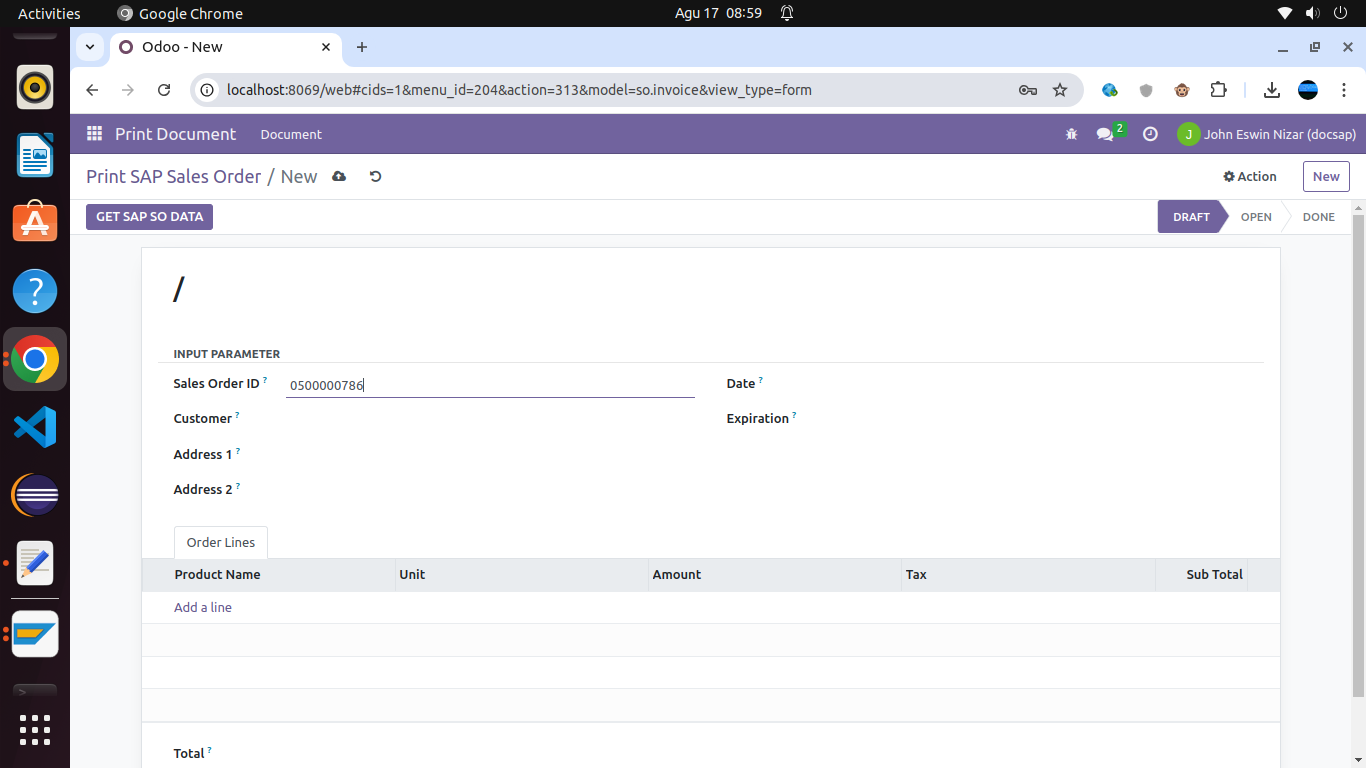 Activities Google Chrome Agu 17 08:59
Odoo - New
localhost:8069/web#cids=1&menu_id=204&action=313&model=so.invoice&view_type=form
Print Document Document 2 J John Eswin Nizar (docsap)
Print SAP Sales Order / New Action New
GET SAP SO DATA DRAFT OPEN DONE
/
INPUT PARAMETER
Sales Order ID ? 0500000786 Date ?
Customer ? Expiration ?
Address 1 ?
Address 2 ?
Order Lines
Product Name Unit Amount Tax Sub Total
Add a line
Total ?